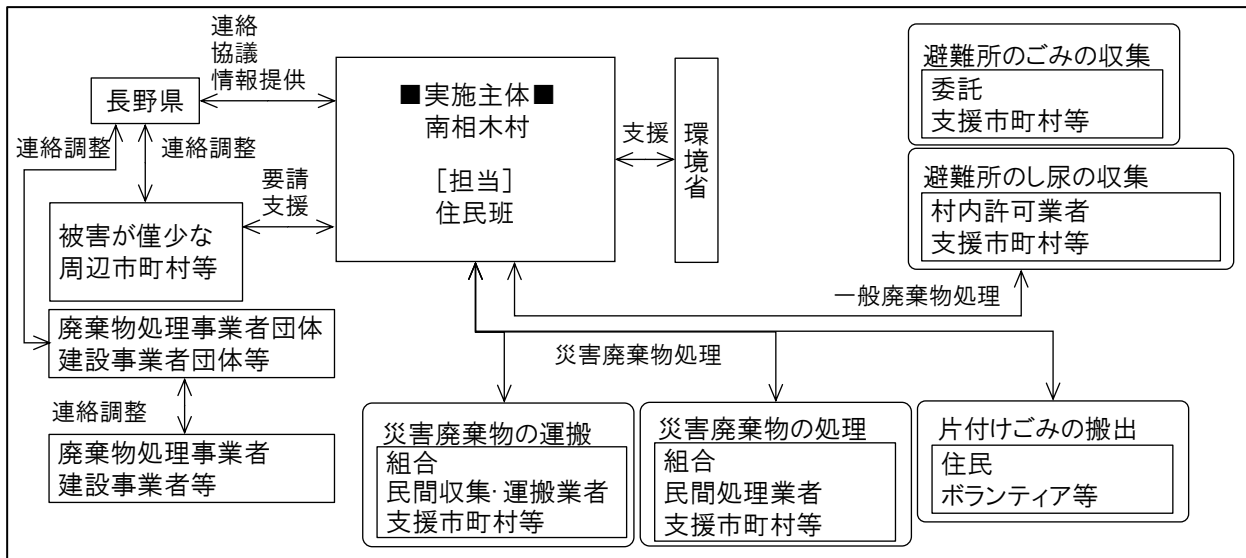 連絡
協議
情報提供
長野県
連絡調整
連絡調整
要請
支援
被害が僅少な
周辺市町村等
廃棄物処理事業者団体
建設事業者団体等
連絡調整
廃棄物処理事業者
建設事業者等
■実施主体■
南相木村
［担当］
住民班
支援
環境省
避難所のごみの収集
委託
支援市町村等
避難所のし尿の収集
村内許可業者
支援市町村等
一般廃棄物処理
災害廃棄物処理
災害廃棄物の運搬
組合
民間収集・運搬業者
支援市町村等
災害廃棄物の処理
組合
民間処理業者
支援市町村等
片付けごみの搬出
住民
ボランティア等